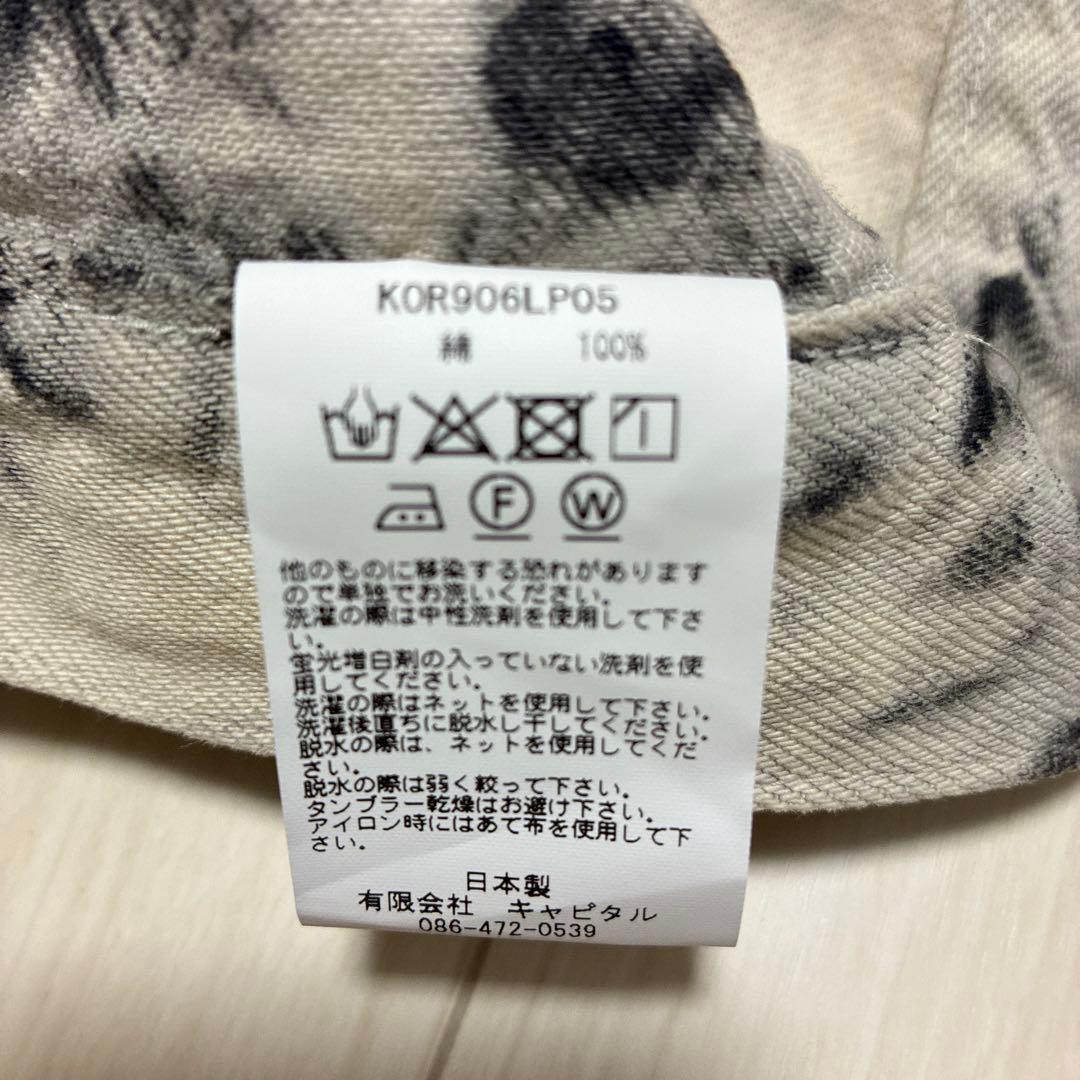 KOR906LP05
綿 100%
F W
他のものに移染する恐れがあります
ので単独でお洗いください。
洗濯の際は中性洗剤を使用して下さ
い。
蛍光増白剤の入っていない洗剤を使
用してください。
洗濯の際はネットを使用して下さい。
洗濯後直ちに脱水し干してください。
脱水の際は、ネットを使用してくだ
さい。
脱水の際は弱く絞って下さい。
タンブラー乾燥はお避け下さい。
アイロン時にはあて布を使用して下
さい。
日本製
有限会社 キャピタル
086-472-0539